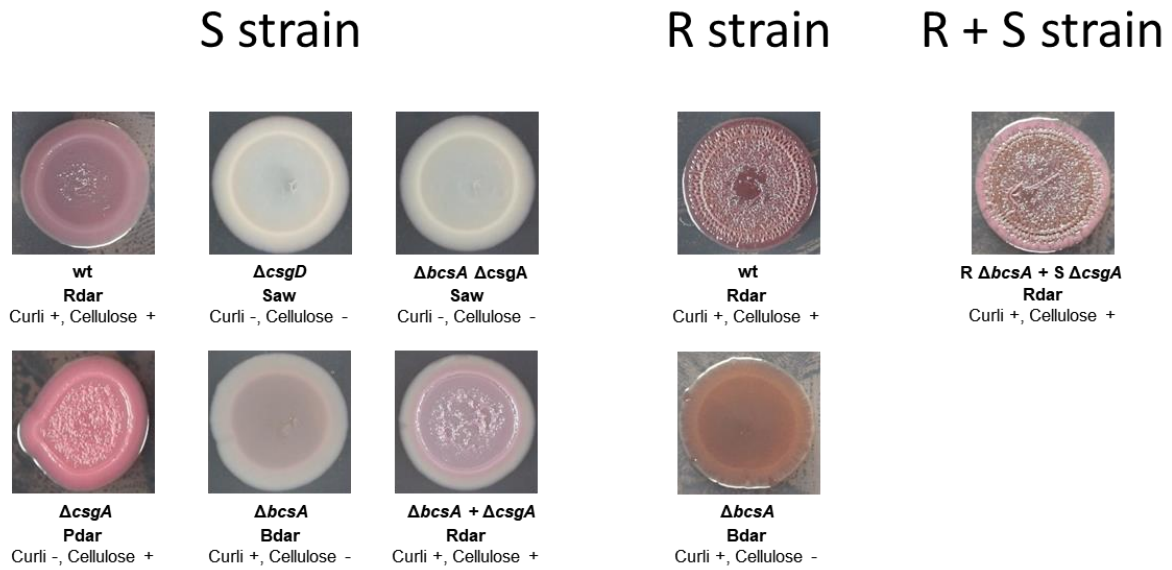 S strain
R strain
R + S strain
wt
Rdar
Curli +, Cellulose +
ΔcsgD
Saw
Curli -, Cellulose -
ΔbcsA ΔcsgA
Saw
Curli -, Cellulose -
wt
Rdar
Curli +, Cellulose +
R ΔbcsA + S ΔcsgA
Rdar
Curli +, Cellulose +
ΔcsgA
Pdar
Curli -, Cellulose +
ΔbcsA
Bdar
Curli +, Cellulose -
ΔbcsA + ΔcsgA
Rdar
Curli +, Cellulose +
ΔbcsA
Bdar
Curli +, Cellulose -